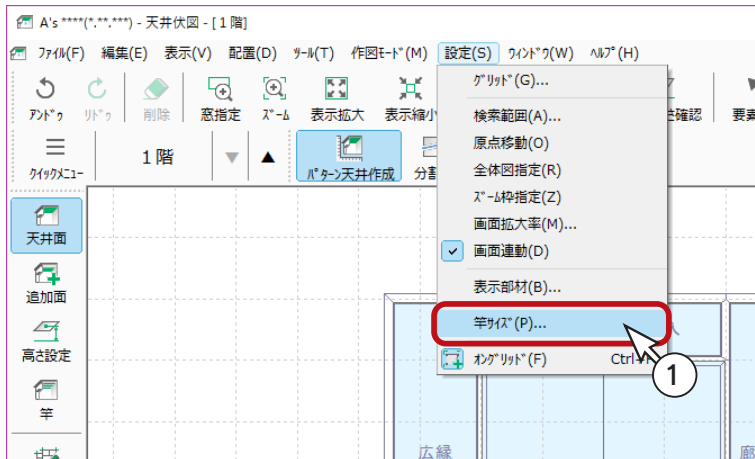 A's ****(*.**.***) - 天井伏図 - [1 階]
ﾌｧｲﾙ(F) 編集(E) 表示(V) 配置(D) ﾂｰﾙ(T) 作図ﾓｰﾄﾞ(M) 設定(S) ｳｨﾝﾄﾞｳ(W) ﾍﾙﾌﾟ(H)
ｱﾝﾄﾞｩ ﾘﾄﾞｩ 削除 窓指定 ｽﾞｰﾑ 表示拡大 表示縮小 確認 要素
ｸｲｯｸﾒﾆｭｰ 1 階 ▼ ▲ ﾊﾟﾀｰﾝ天井作成 分割
ｸﾞﾘｯﾄﾞ(G)...
検索範囲(A)...
原点移動(O)
全体図指定(R)
ｽﾞｰﾑ枠指定(Z)
画面拡大率(M)...
画面連動(D)
表示部材(B)...
竿ｻｲｽﾞ(P)...
ｵﾝｸﾞﾘｯﾄﾞ(F) Ctrl+
1
天井面
追加面
高さ設定
竿
広縁
廊